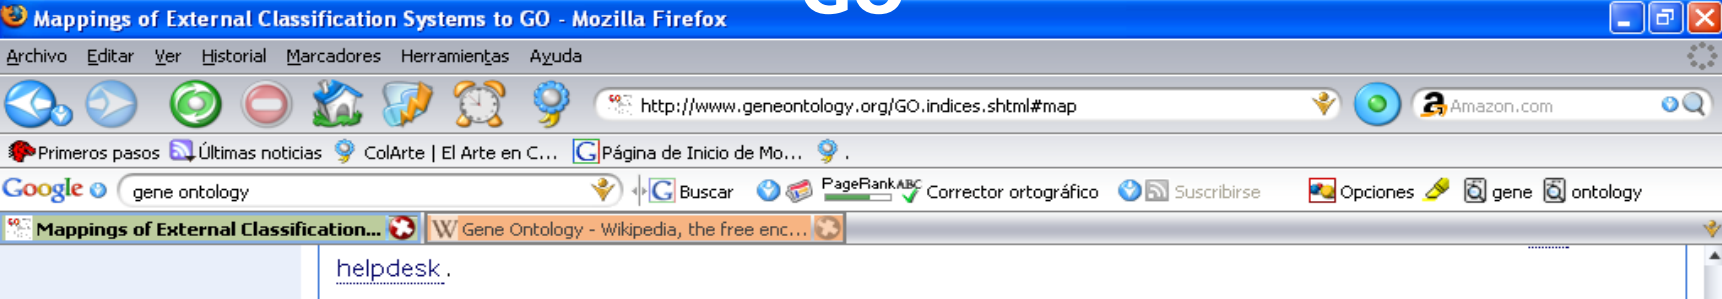 GO
Mappings of External Classification Systems to GO - Mozilla Firefox
Archivo Editar Ver Historial Marcadores Herramientas Ayuda
http://www.geneontology.org/GO.indices.shtml#map Amazon.com
Primeros pasos Últimas noticias ColArte | El Arte en C... Página de Inicio de Mo... .
Google gene ontology Buscar PageRank ABC Corrector ortográfico Suscribirse Opciones gene ontology
Mappings of External Classification... Gene Ontology - Wikipedia, the free enc...
helpdesk.